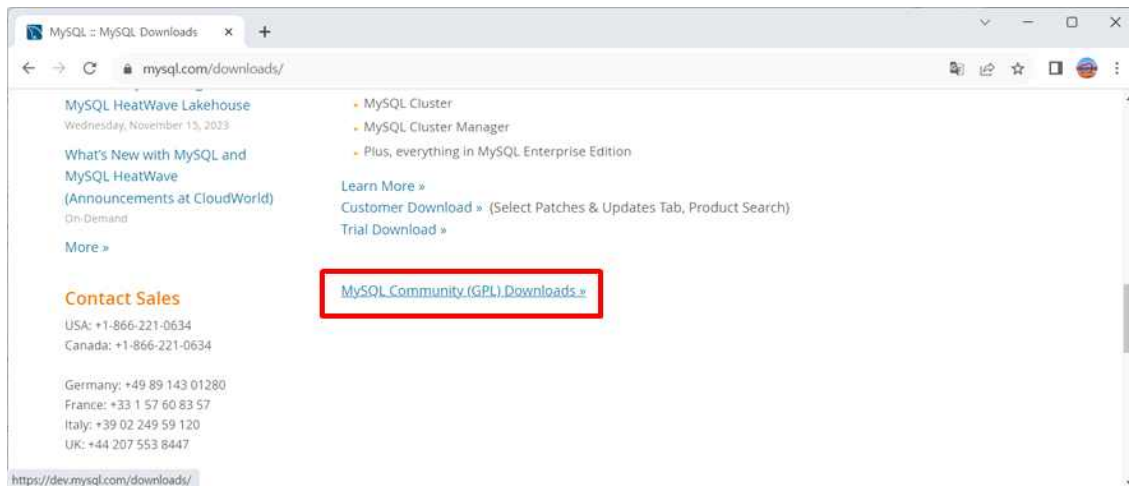 MySQL :: MySQL Downloads
mysql.com/downloads/
MySQL HeatWave Lakehouse
Wednesday, November 15, 2023
What's New with MySQL and
MySQL HeatWave
(Announcements at CloudWorld)
On-Demand
More »
Contact Sales
USA: +1-866-221-0634
Canada: +1-866-221-0634
Germany: +49 89 143 01280
France: +33 1 57 60 83 57
Italy: +39 02 249 59 120
UK: +44 207 553 8447
MySQL Cluster
MySQL Cluster Manager
Plus, everything in MySQL Enterprise Edition
Learn More »
Customer Download » (Select Patches & Updates Tab, Product Search)
Trial Download »
MySQL Community (GPL) Downloads »
https://dev.mysql.com/downloads/